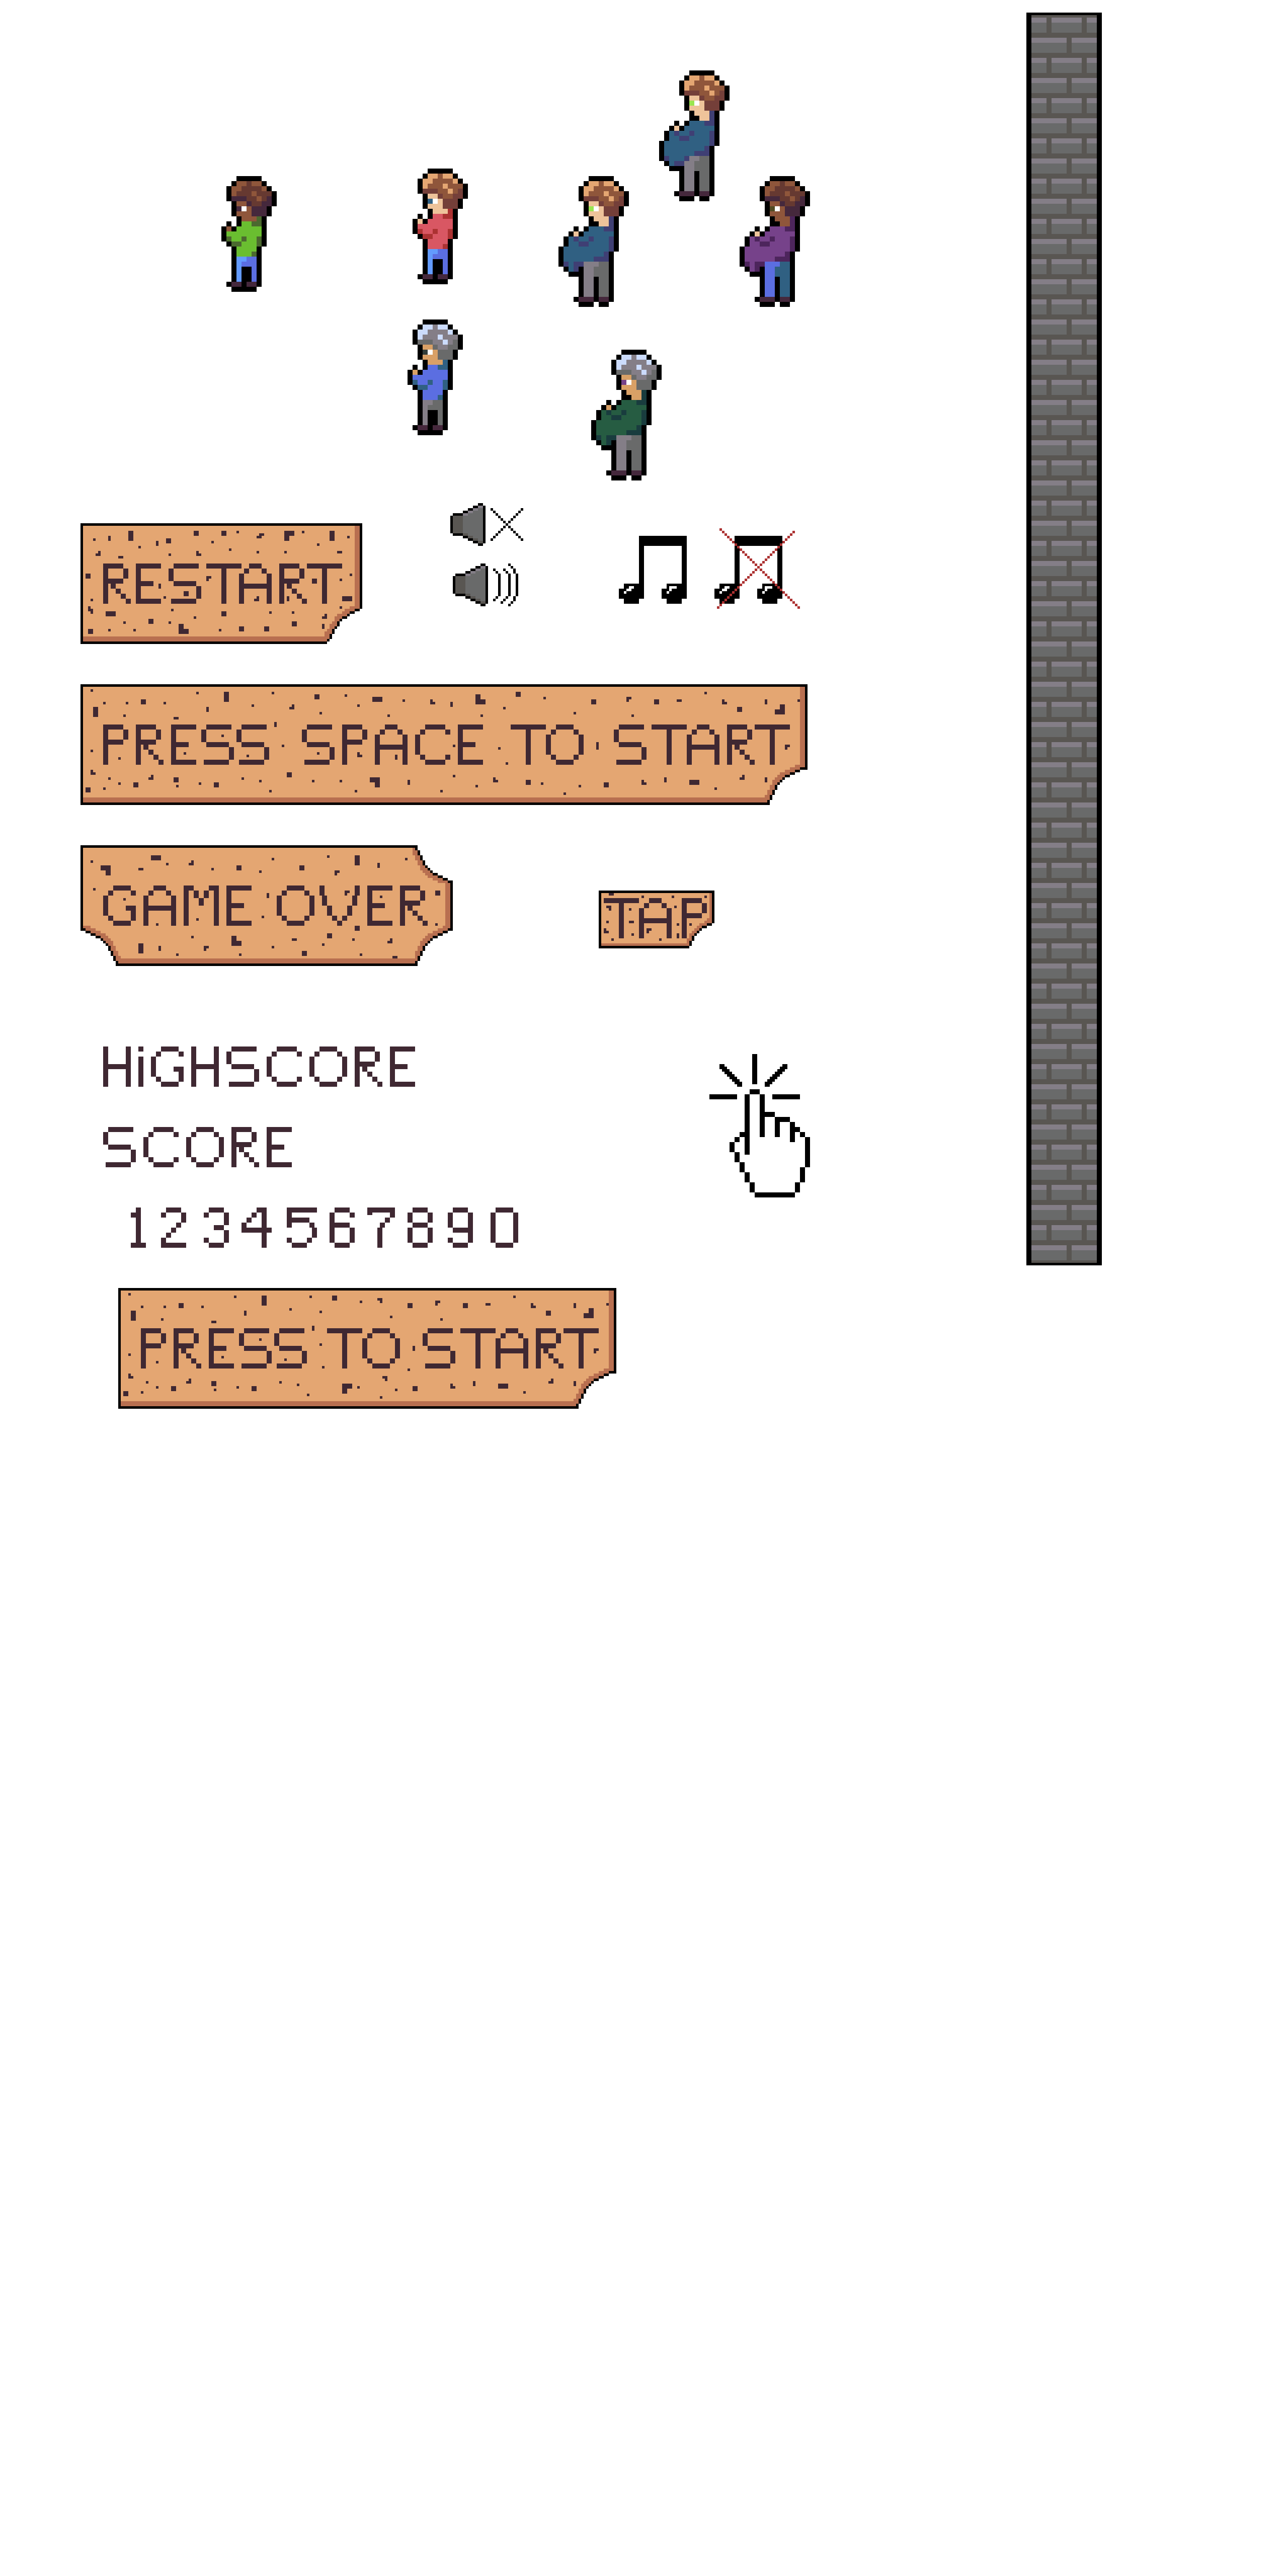 RESTART
PRESS SPACE TO START
GAME OVER
TAP
HiGHSCORE
SCORE
1234567890
PRESS TO START